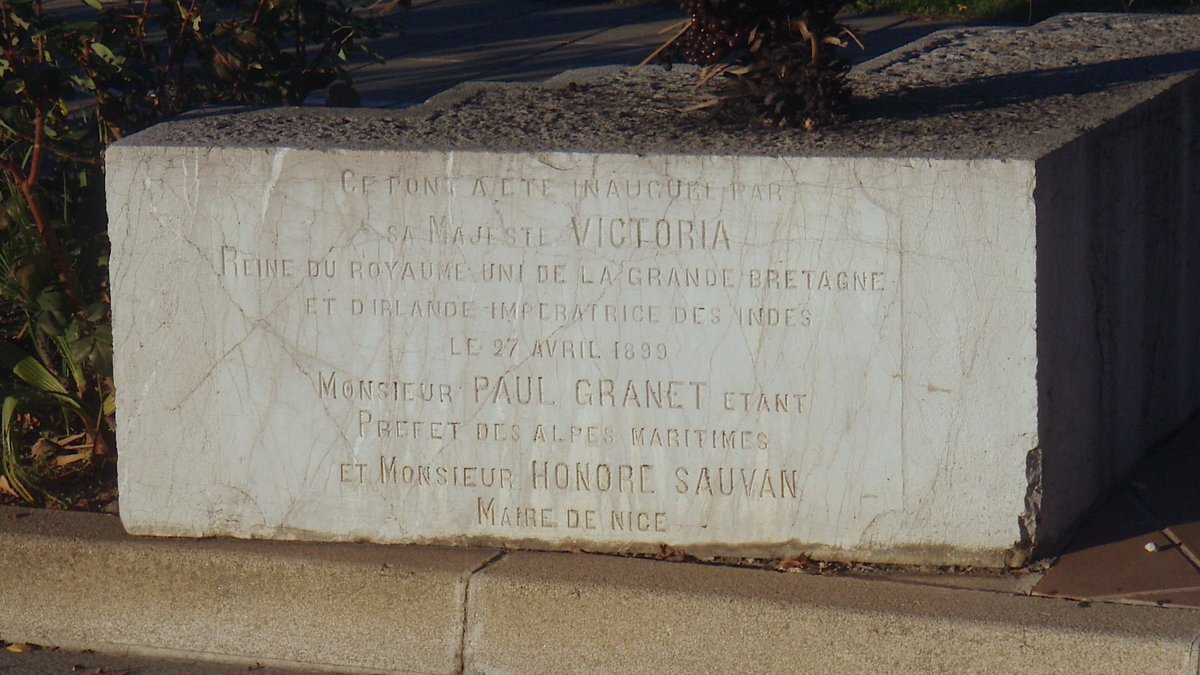 CE PONT A ETE INAUGUEE PAR
SA MAJESTE VICTORIA
REINE DU ROYAUME UNI DE LA GRANDE BRETAGNE
ET D'IRLANDE IMPERATRICE DES INDES
LE 27 AVRIL 1899
MONSIEUR PAUL GRANET ETANT
PREFET DES ALPES MARITIMES
ET MONSIEUR HONORE SAUVAN
MAIRE DE NICE